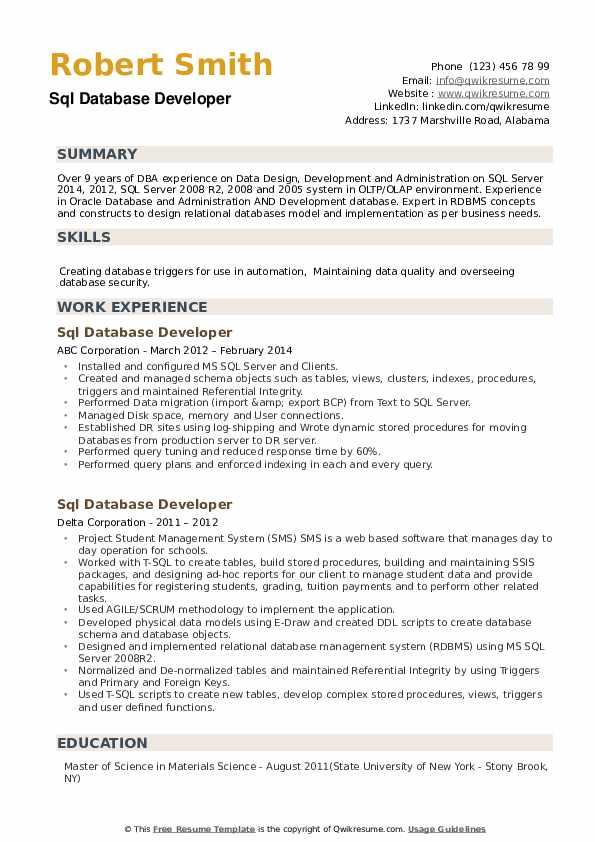 Robert Smith
Sql Database Developer
Phone (123) 456 78 99
Email: info@qwikresume.com
Website : www.qwikresume.com
LinkedIn: linkedin.com/qwikresume
Address: 1737 Marshville Road, Alabama
SUMMARY
Over 9 years of DBA experience on Data Design, Development and Administration on SQL Server
2014, 2012, SQL Server 2008 R2, 2008 and 2005 system in OLTP/OLAP environment. Experience
in Oracle Database and Administration AND Development database. Expert in RDBMS concepts
and constructs to design relational databases model and implementation as per business needs.
SKILLS
Creating database triggers for use in automation, Maintaining data quality and overseeing
database security.
WORK EXPERIENCE
Sql Database Developer
ABC Corporation - March 2012 – February 2014
• Installed and configured MS SQL Server and Clients.
• Created and managed schema objects such as tables, views, clusters, indexes, procedures,
triggers and maintained Referential Integrity.
• Performed Data migration (import &amp; export BCP) from Text to SQL Server.
• Managed Disk space, memory and User connections.
• Established DR sites using log-shipping and Wrote dynamic stored procedures for moving
Databases from production server to DR server.
• Performed query tuning and reduced response time by 60%.
• Performed query plans and enforced indexing in each and every query.
Sql Database Developer
Delta Corporation - 2011 – 2012
• Project Student Management System (SMS) SMS is a web based software that manages day to
day operation for schools.
• Worked with T-SQL to create tables, build stored procedures, building and maintaining SSIS
packages, and designing ad-hoc reports for our client to manage student data and provide
capabilities for registering students, grading, tuition payments and to perform other related
tasks.
• Used AGILE/SCRUM methodology to implement the application.
• Developed physical data models using E-Draw and created DDL scripts to create database
schema and database objects.
• Designed and implemented relational database management system (RDBMS) using MS SQL
Server 2008R2.
• Normalized and De-normalized tables and maintained Referential Integrity by using Triggers
and Primary and Foreign Keys.
• Used T-SQL scripts to create new tables, develop complex stored procedures, views, triggers
and user defined functions.
EDUCATION
Master of Science in Materials Science - August 2011(State University of New York - Stony Brook,
NY)
© This Free Resume Template is the copyright of Qwikresume.com. Usage Guidelines